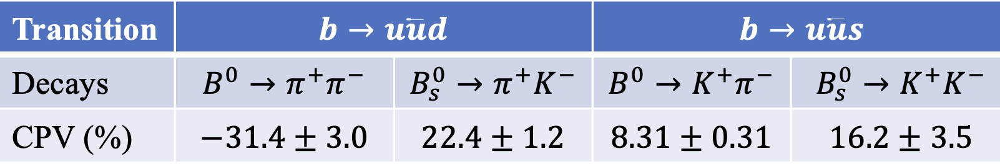 Transition b → uūd b → uūs
Decays B⁰ → π⁺π⁻ B⁰ₛ → π⁺K⁻ B⁰ → K⁺π⁻ B⁰ₛ → K⁺K⁻
CPV (%) −31.4 ± 3.0 22.4 ± 1.2 8.31 ± 0.31 16.2 ± 3.5